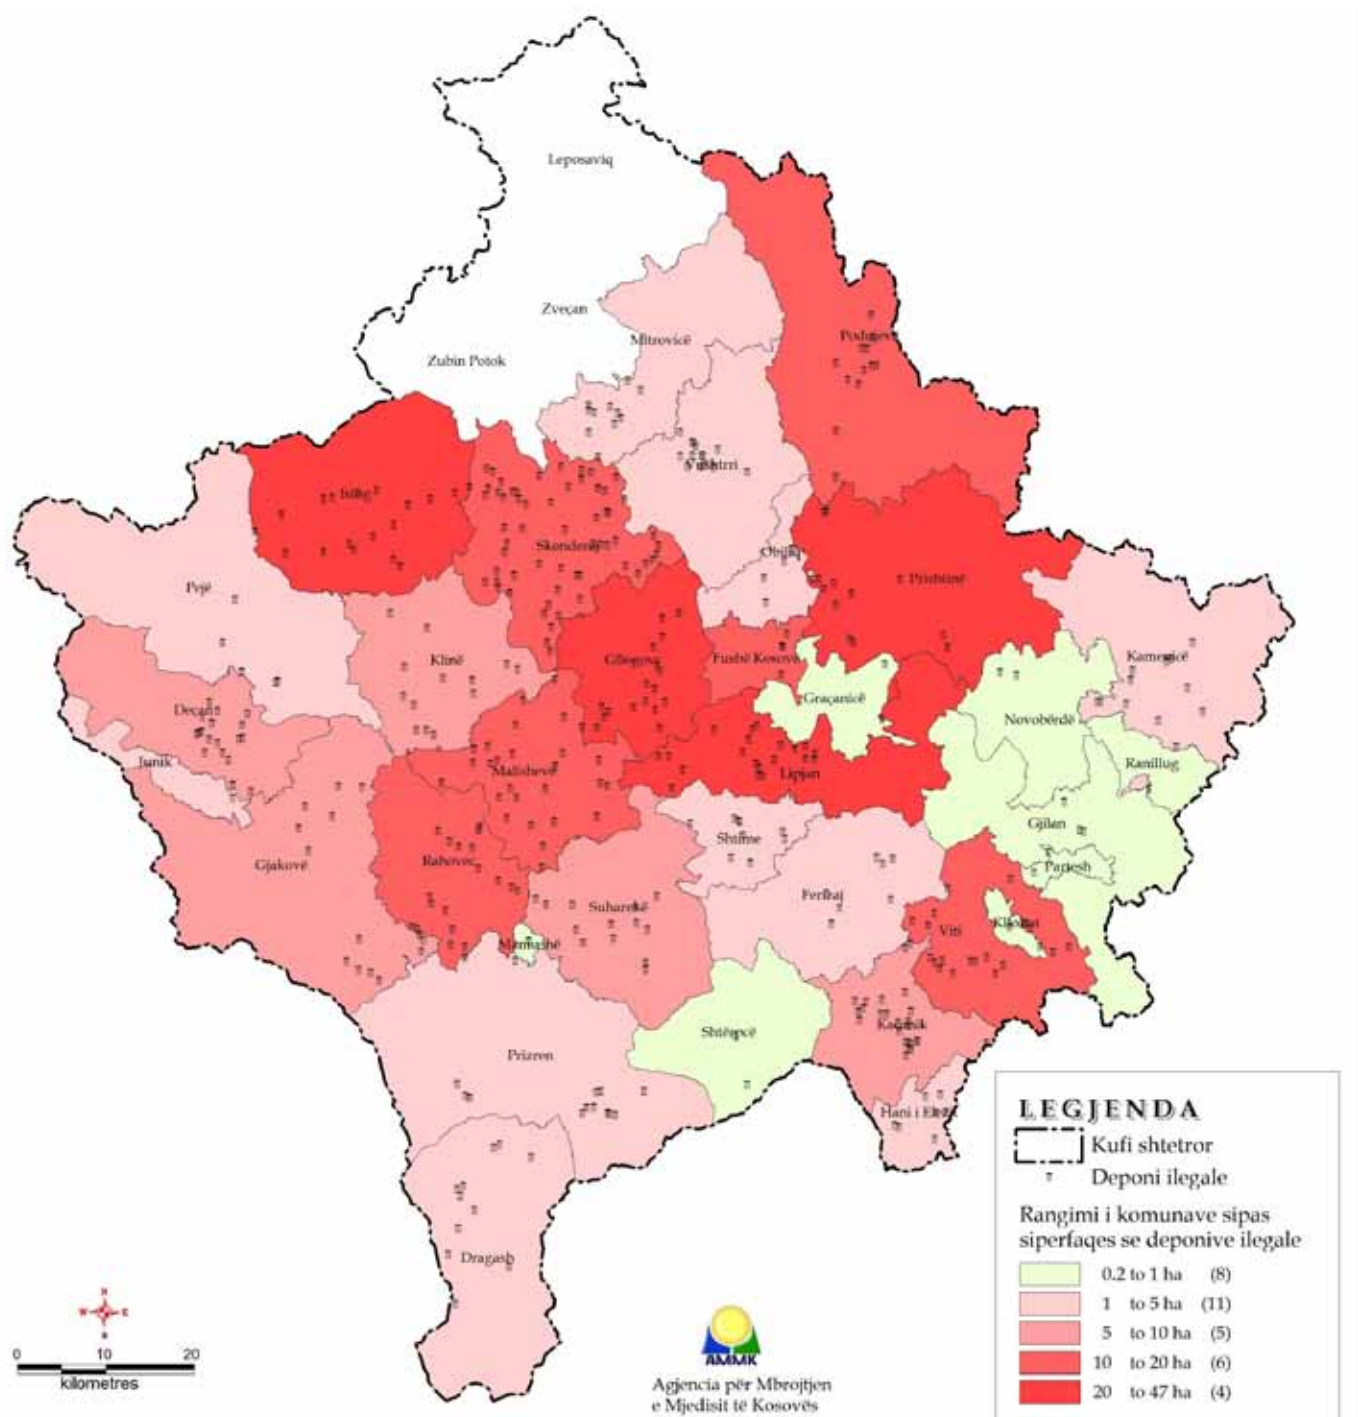 Leposaviq
Zveçan
Mitrovicë
Zubin Potok
Podujevë
Istog
Vushtrri
Skenderaj
Obiliq
Prishtinë
Pejë
Klinë
Gllogovc
Fushë Kosovë
Kamenicë
Graçanicë
Novobërdë
Deçan
Junik
Malishevë
Lipjan
Ranillug
Shtime
Gjilan
Gjakovë
Rahovec
Partesh
Ferizaj
Suharekë
Viti
Kllokot
Mamushë
Shtërpcë
Kaçanik
Prizren
Hani i Elezit
Dragash
LEGJENDA
Kufi shtetror
Deponi ilegale
Rangimi i komunave sipas
siperfaqes se deponive ilegale
0.2 to 1 ha (8)
1 to 5 ha (11)
5 to 10 ha (5)
10 to 20 ha (6)
20 to 47 ha (4)
N
W E
S
0 10 20
kilometres
AMMK
Agjencia për Mbrojtjen
e Mjedisit të Kosovës